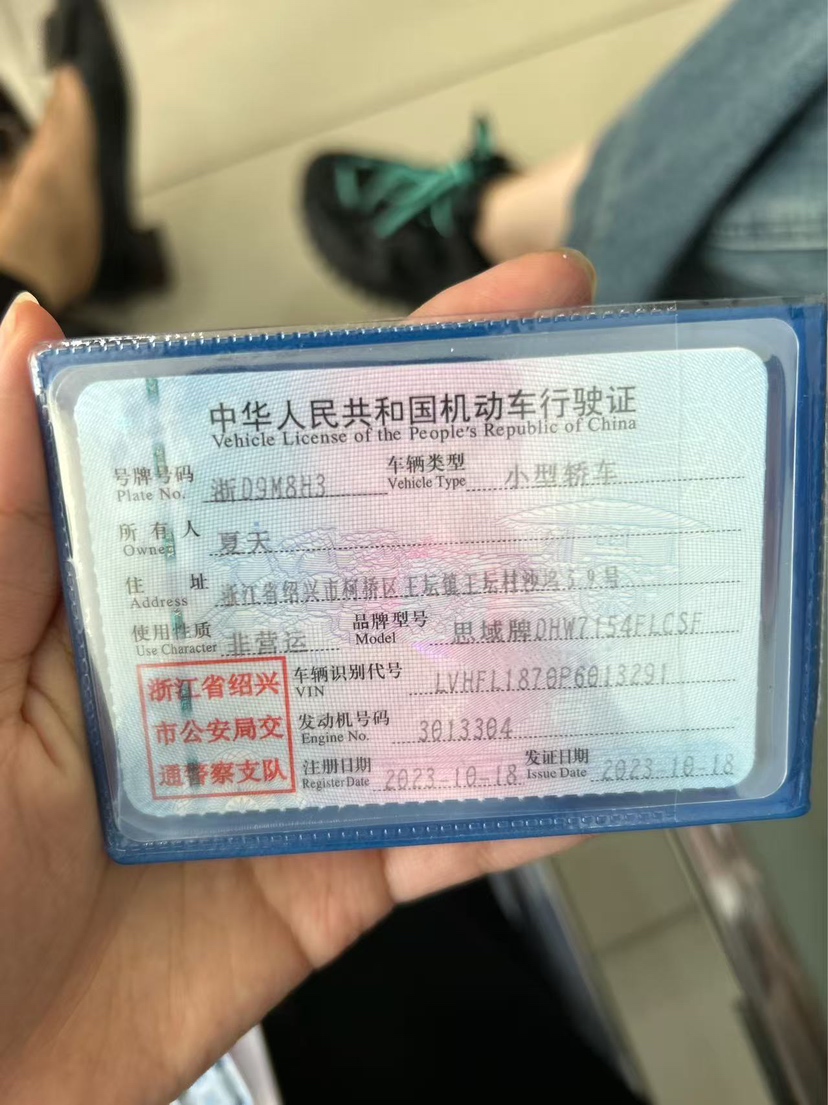 中华人民共和国机动车行驶证
Vehicle License of the People's Republic of China
号牌号码 浙D9M8H3 车辆类型 小型轿车
Plate No. Vehicle Type
所有人 夏天
Owner
住址 浙江省绍兴市柯桥区王坛镇王坛村沙地39号
Address
使用性质 非营运 品牌型号 思域牌DHW7154FLCSF
Use Character Model
浙江省绍兴
市公安局交
通警察支队
车辆识别代号 LVHFL1870P6013291
VIN
发动机号码 3013304
Engine No.
注册日期 2023-10-18 发证日期 2023-10-18
Register Date Issue Date